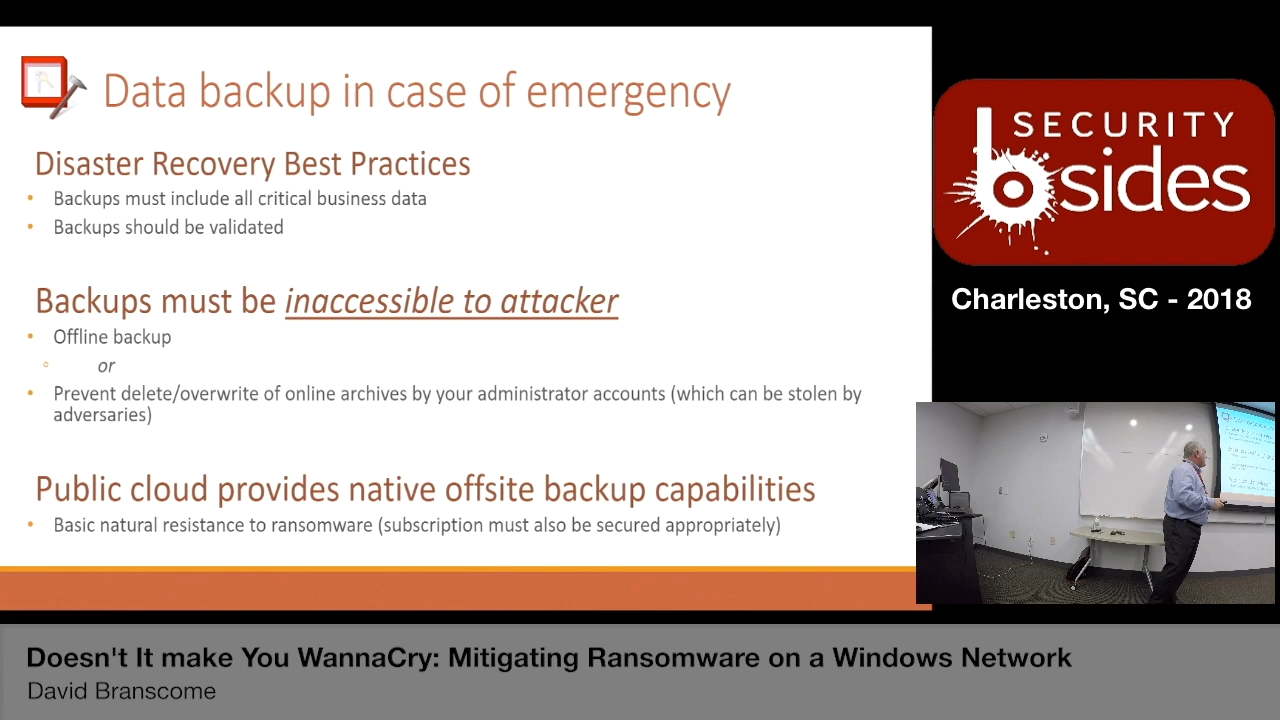 Data backup in case of emergency
Disaster Recovery Best Practices
• Backups must include all critical business data
• Backups should be validated
Backups must be inaccessible to attacker
• Offline backup
○ or
• Prevent delete/overwrite of online archives by your administrator accounts (which can be stolen by
adversaries)
Public cloud provides native offsite backup capabilities
• Basic natural resistance to ransomware (subscription must also be secured appropriately)
SECURITY
bsides
Charleston, SC - 2018
Doesn't It make You WannaCry: Mitigating Ransomware on a Windows Network
David Branscome